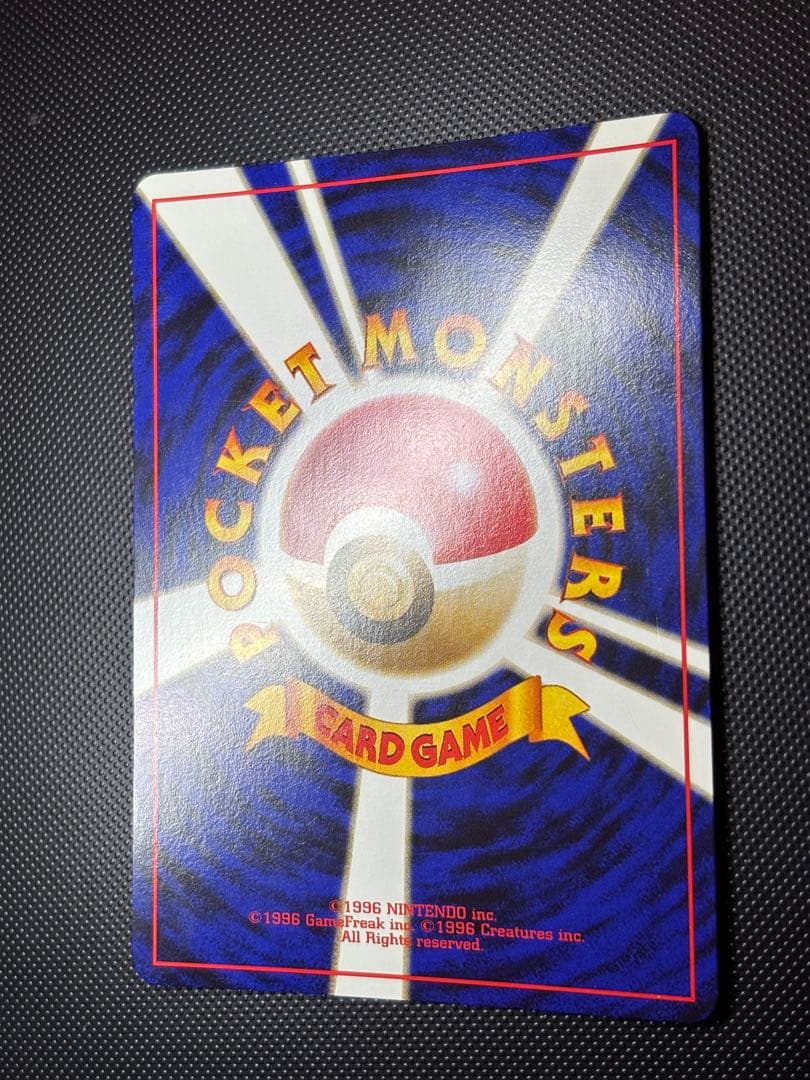 POCKET MONSTERS
CARD GAME
©1996 NINTENDO inc.
©1996 GameFreak inc. ©1996 Creatures inc.
All Rights reserved.